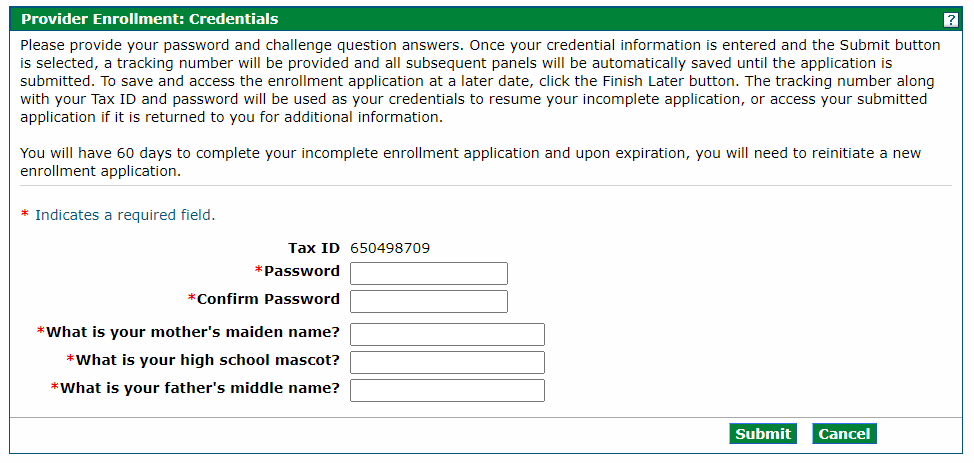 Provider Enrollment: Credentials
?
Please provide your password and challenge question answers. Once your credential information is entered and the Submit button
is selected, a tracking number will be provided and all subsequent panels will be automatically saved until the application is
submitted. To save and access the enrollment application at a later date, click the Finish Later button. The tracking number along
with your Tax ID and password will be used as your credentials to resume your incomplete application, or access your submitted
application if it is returned to you for additional information.
You will have 60 days to complete your incomplete enrollment application and upon expiration, you will need to reinitiate a new
enrollment application.
* Indicates a required field.
Tax ID 650498709
*Password
*Confirm Password
*What is your mother's maiden name?
*What is your high school mascot?
*What is your father's middle name?
Submit Cancel